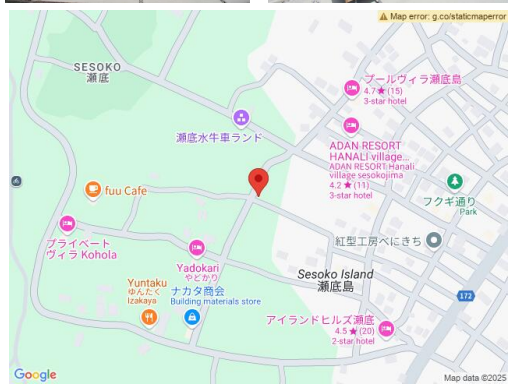 Map error: g.co/staticmaperror
SESOKO
瀬底
プールヴィラ瀬底島
4.7★(15)
3-star hotel
瀬底水牛車ランド
ADAN RESORT
HANALI village...
ADAN RESORT Hanali
village sesokojima
4.2★(11)
3-star hotel
fuu Cafe
フクギ通り
Park
プライベート
ヴィラ Kohola
紅型工房べにきち
Yadokari
やどかり
Sesoko Island
瀬底島
Yuntaku
ゆんたく
Izakaya
ナカタ商会
Building materials store
172
アイランドヒルズ瀬底
4.5★(20)
2-star hotel
Google
Map data ©2025